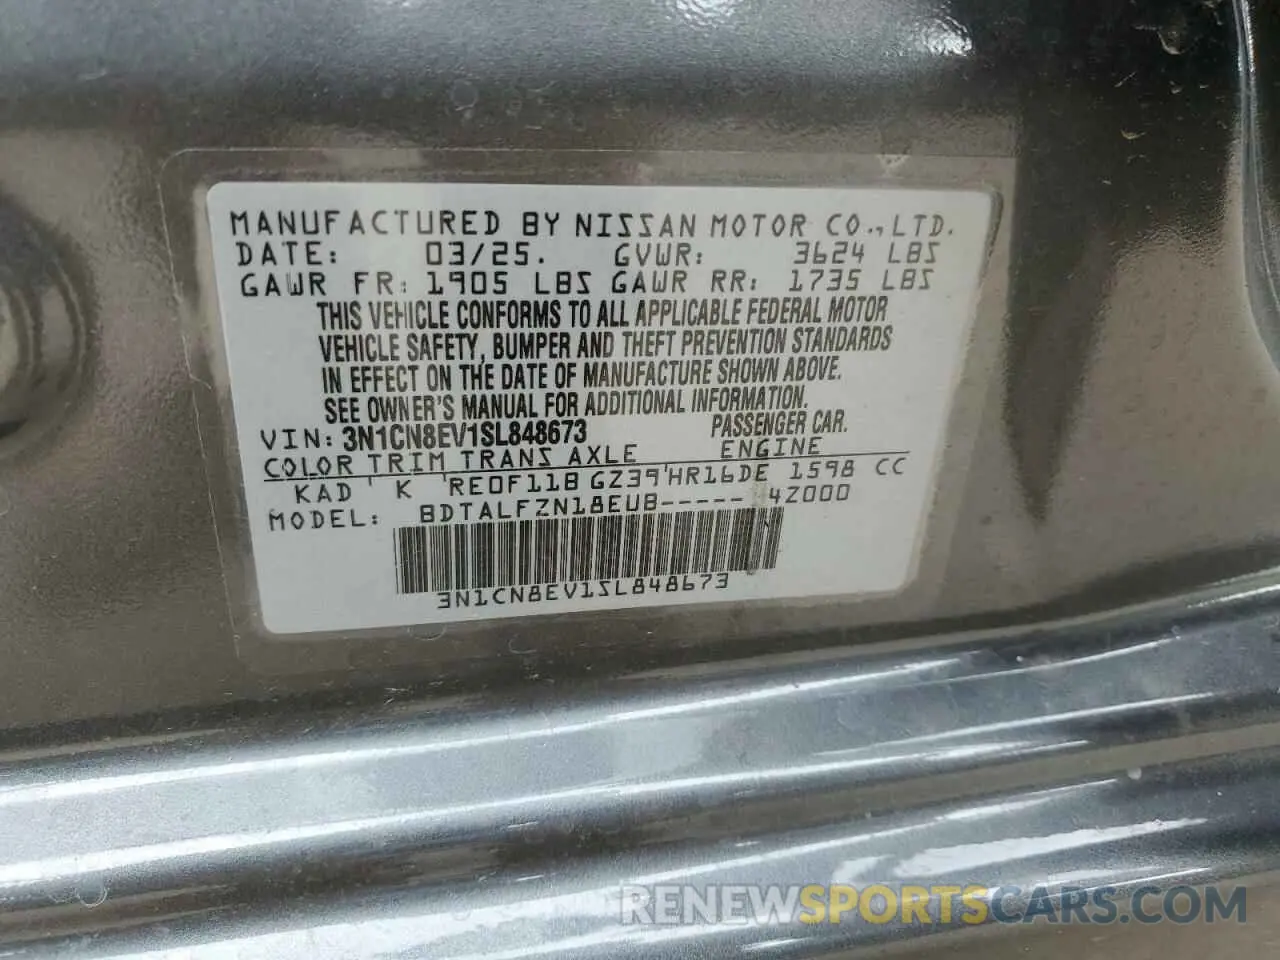 MANUFACTURED BY NISSAN MOTOR CO., LTD.
DATE: 03/25. GVWR: 3624 LBS
GAWR FR: 1905 LBS GAWR RR: 1735 LBS
THIS VEHICLE CONFORMS TO ALL APPLICABLE FEDERAL MOTOR
VEHICLE SAFETY, BUMPER AND THEFT PREVENTION STANDARDS
IN EFFECT ON THE DATE OF MANUFACTURE SHOWN ABOVE.
SEE OWNER'S MANUAL FOR ADDITIONAL INFORMATION.
VIN: 3N1CN8EV1SL848673 PASSENGER CAR.
COLOR TRIM TRANS AXLE ENGINE
KAD K RE0F11B GZ39 HR16DE 1598 CC
MODEL: BDTALFZN18EUB----- 4Z000
3N1CN8EV1SL848673
RENEWSPORTSCARS.COM